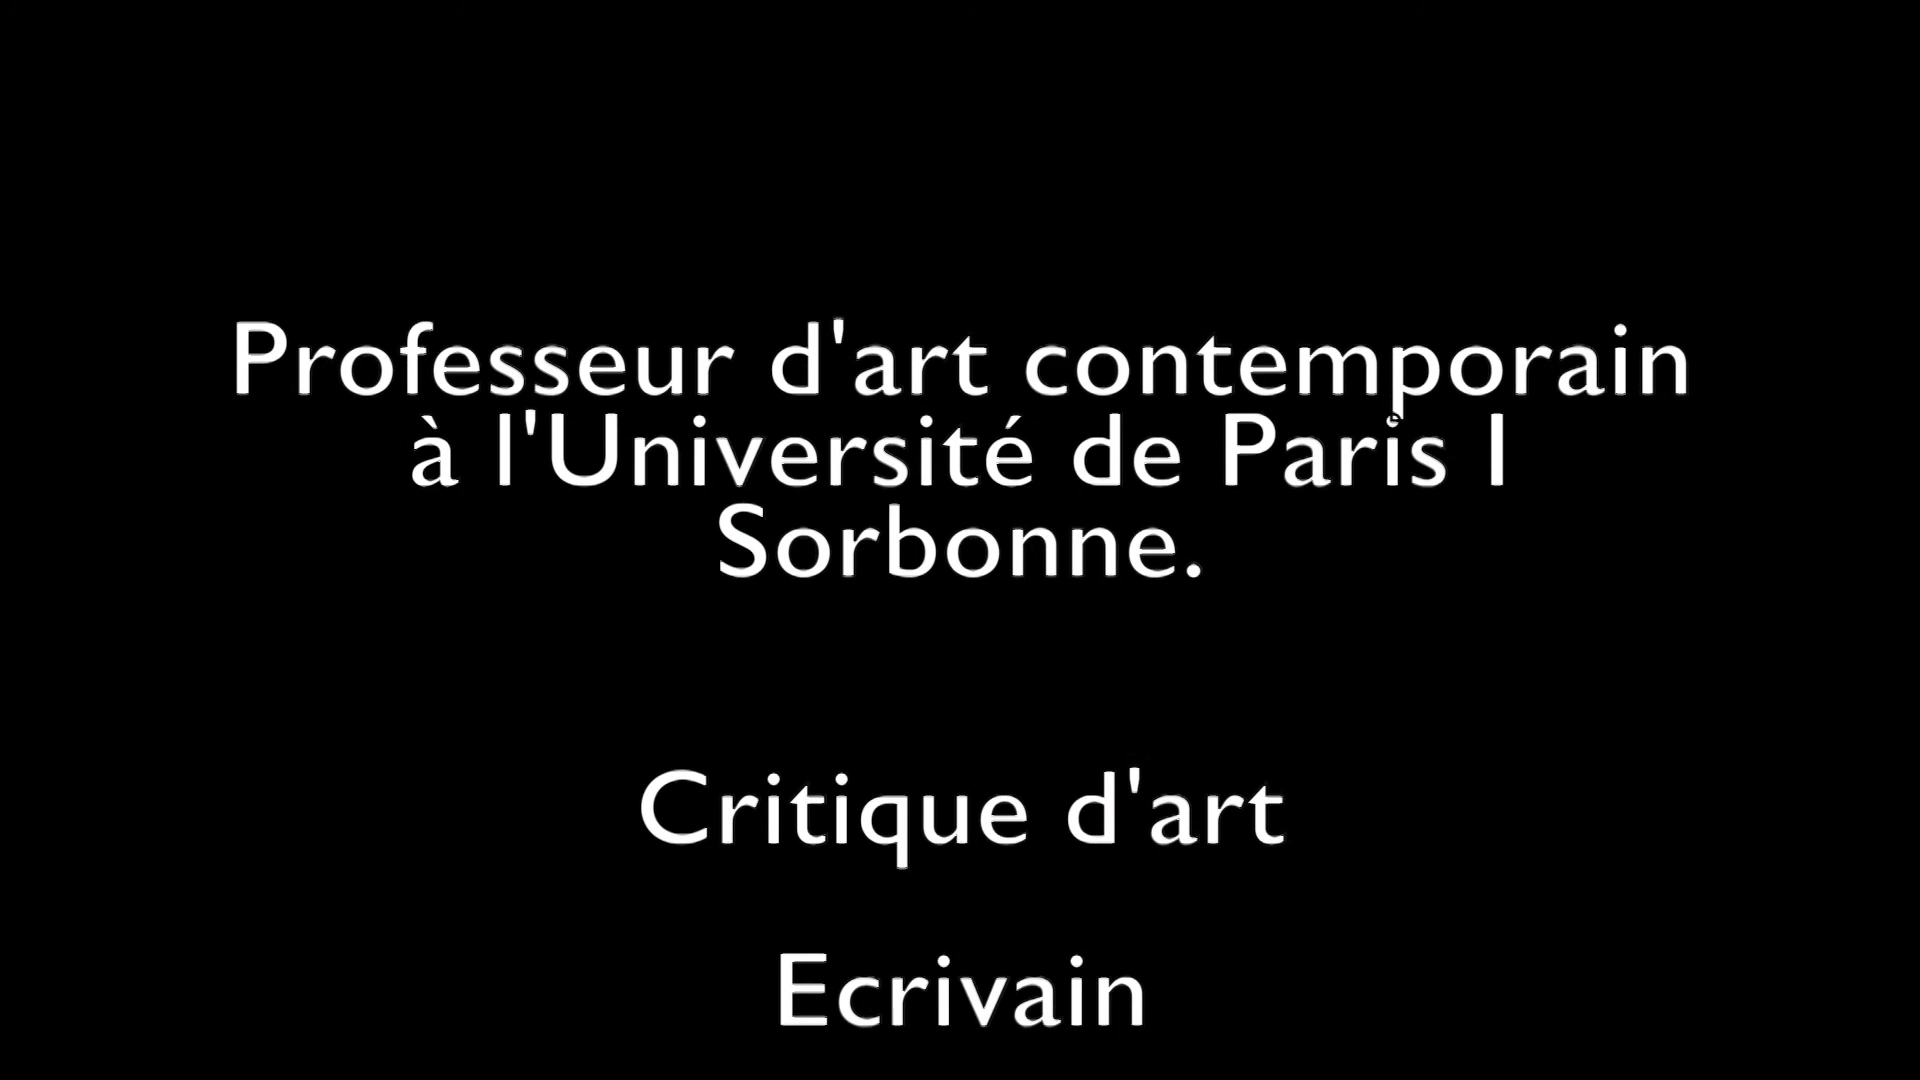 Professeur d'art contemporain
à l'Université de Paris I
Sorbonne.
Critique d'art
Ecrivain